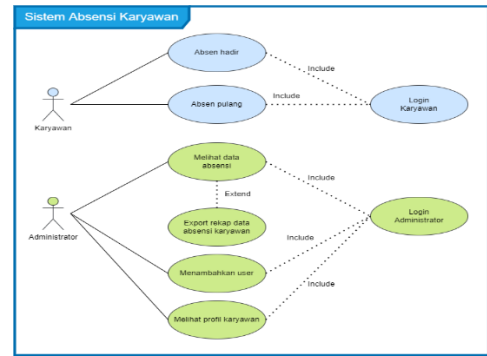 Sistem Absensi Karyawan
Absen hadir
Include
Absen pulang
Include
Login
Karyawan
Karyawan
Melihat data
absensi
Include
Extend
Export rekap data
absensi karyawan
Login
Administrator
Administrator
Include
Menambahkan user
Include
Melihat profil karyawan